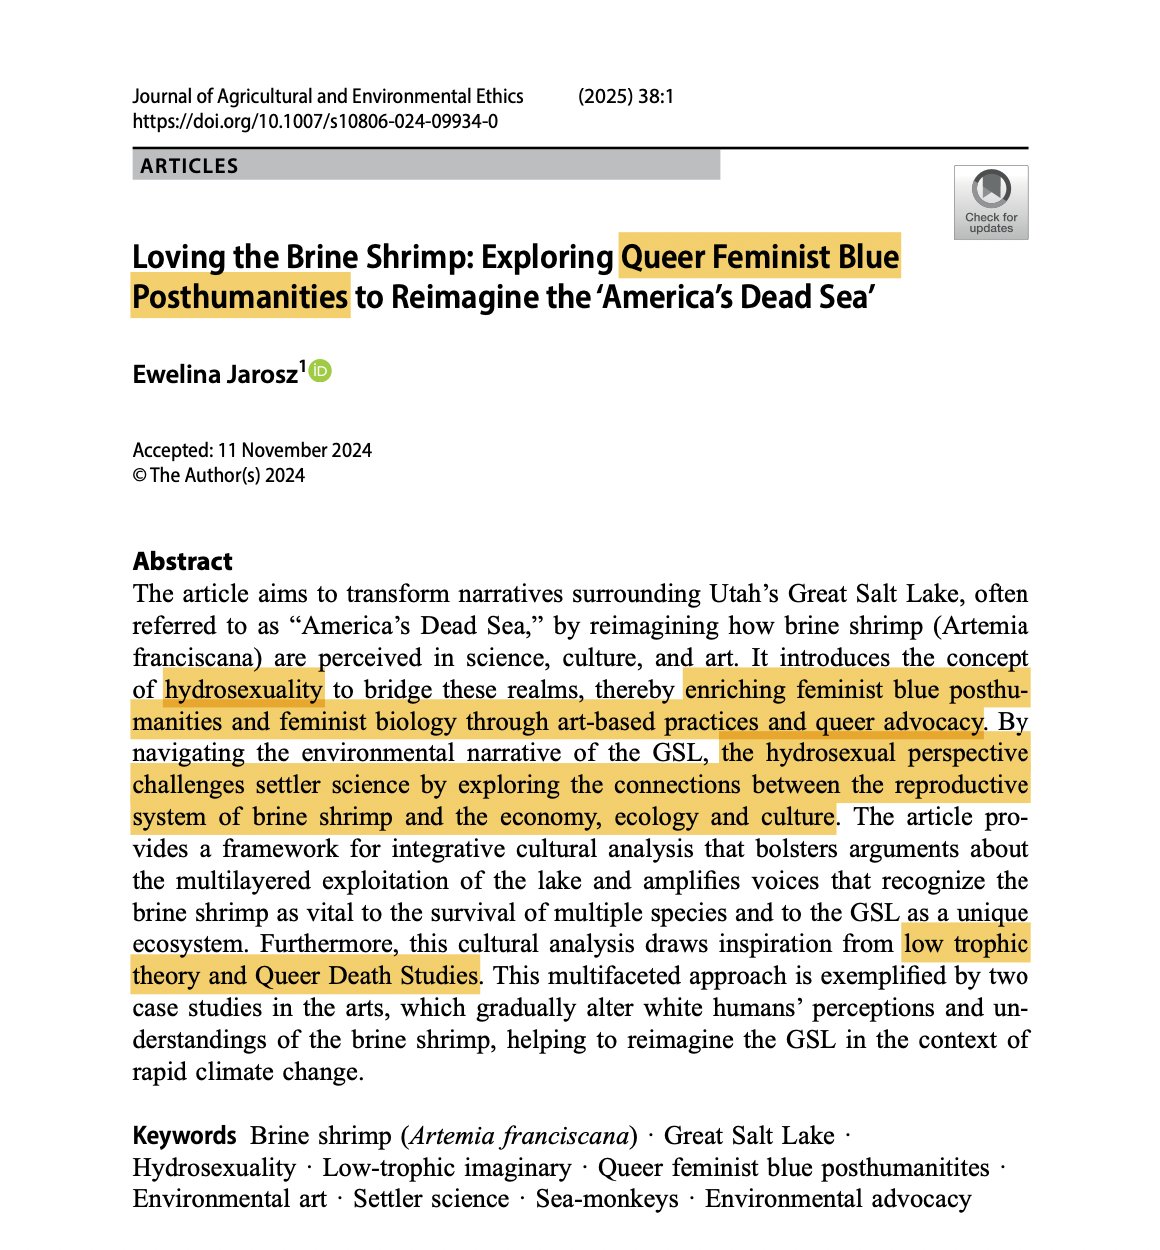 Journal of Agricultural and Environmental Ethics (2025) 38:1
https://doi.org/10.1007/s10806-024-09934-0
ARTICLES
Check for
updates
Loving the Brine Shrimp: Exploring Queer Feminist Blue
Posthumanities to Reimagine the ‘America’s Dead Sea’
Ewelina Jarosz1 iD
Accepted: 11 November 2024
© The Author(s) 2024
Abstract
The article aims to transform narratives surrounding Utah’s Great Salt Lake, often
referred to as “America’s Dead Sea,” by reimagining how brine shrimp (Artemia
franciscana) are perceived in science, culture, and art. It introduces the concept
of hydrosexuality to bridge these realms, thereby enriching feminist blue posthu-
manities and feminist biology through art-based practices and queer advocacy. By
navigating the environmental narrative of the GSL, the hydrosexual perspective
challenges settler science by exploring the connections between the reproductive
system of brine shrimp and the economy, ecology and culture. The article pro-
vides a framework for integrative cultural analysis that bolsters arguments about
the multilayered exploitation of the lake and amplifies voices that recognize the
brine shrimp as vital to the survival of multiple species and to the GSL as a unique
ecosystem. Furthermore, this cultural analysis draws inspiration from low trophic
theory and Queer Death Studies. This multifaceted approach is exemplified by two
case studies in the arts, which gradually alter white humans’ perceptions and un-
derstandings of the brine shrimp, helping to reimagine the GSL in the context of
rapid climate change.
Keywords Brine shrimp (Artemia franciscana) · Great Salt Lake ·
Hydrosexuality · Low-trophic imaginary · Queer feminist blue posthumanitites ·
Environmental art · Settler science · Sea-monkeys · Environmental advocacy